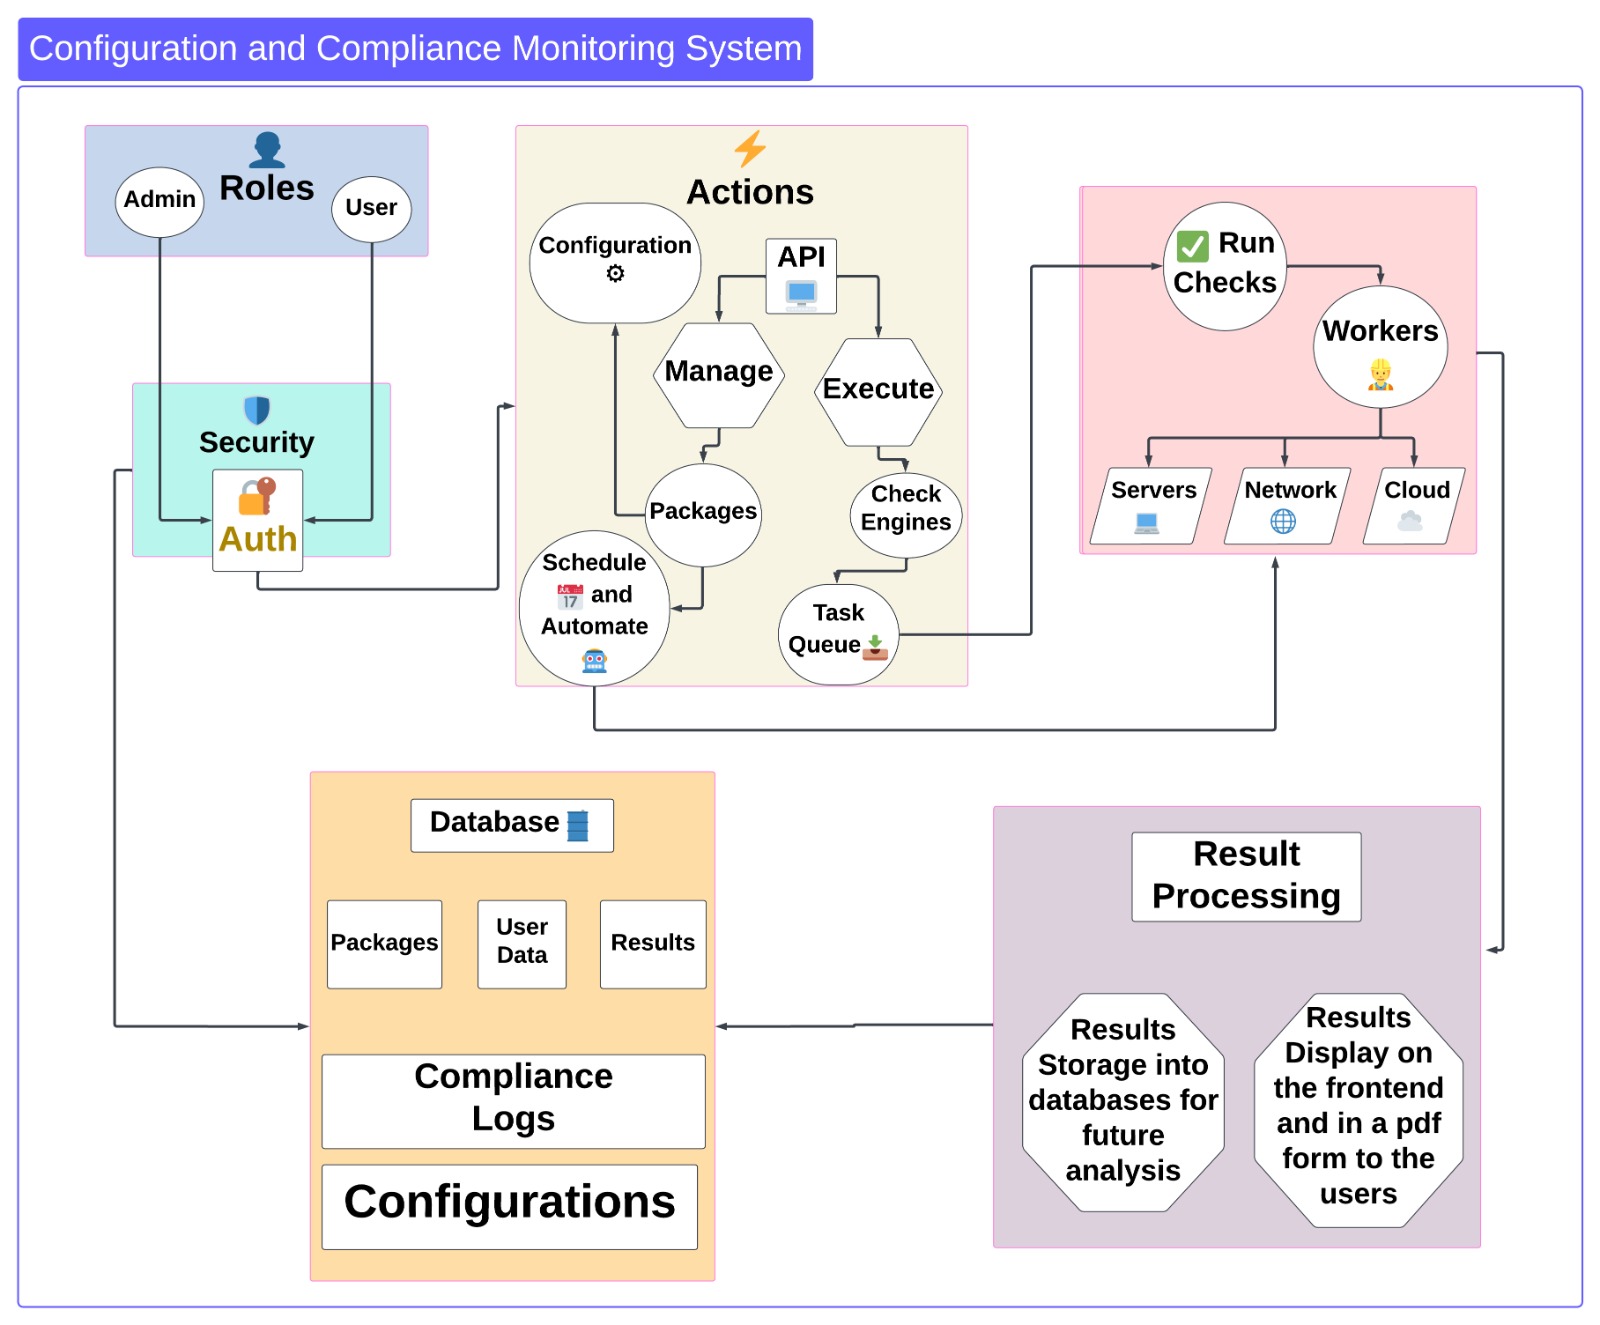 Configuration and Compliance Monitoring System
Roles
Admin
User
Security
Auth
Actions
Configuration
API
Manage
Execute
Packages
Check
Engines
Schedule
JUL
17
and
Automate
Task
Queue
Run
Checks
Workers
Servers
Network
Cloud
Database
Packages
User
Data
Results
Compliance
Logs
Configurations
Result
Processing
Results
Storage into
databases for
future
analysis
Results
Display on
the frontend
and in a pdf
form to the
users